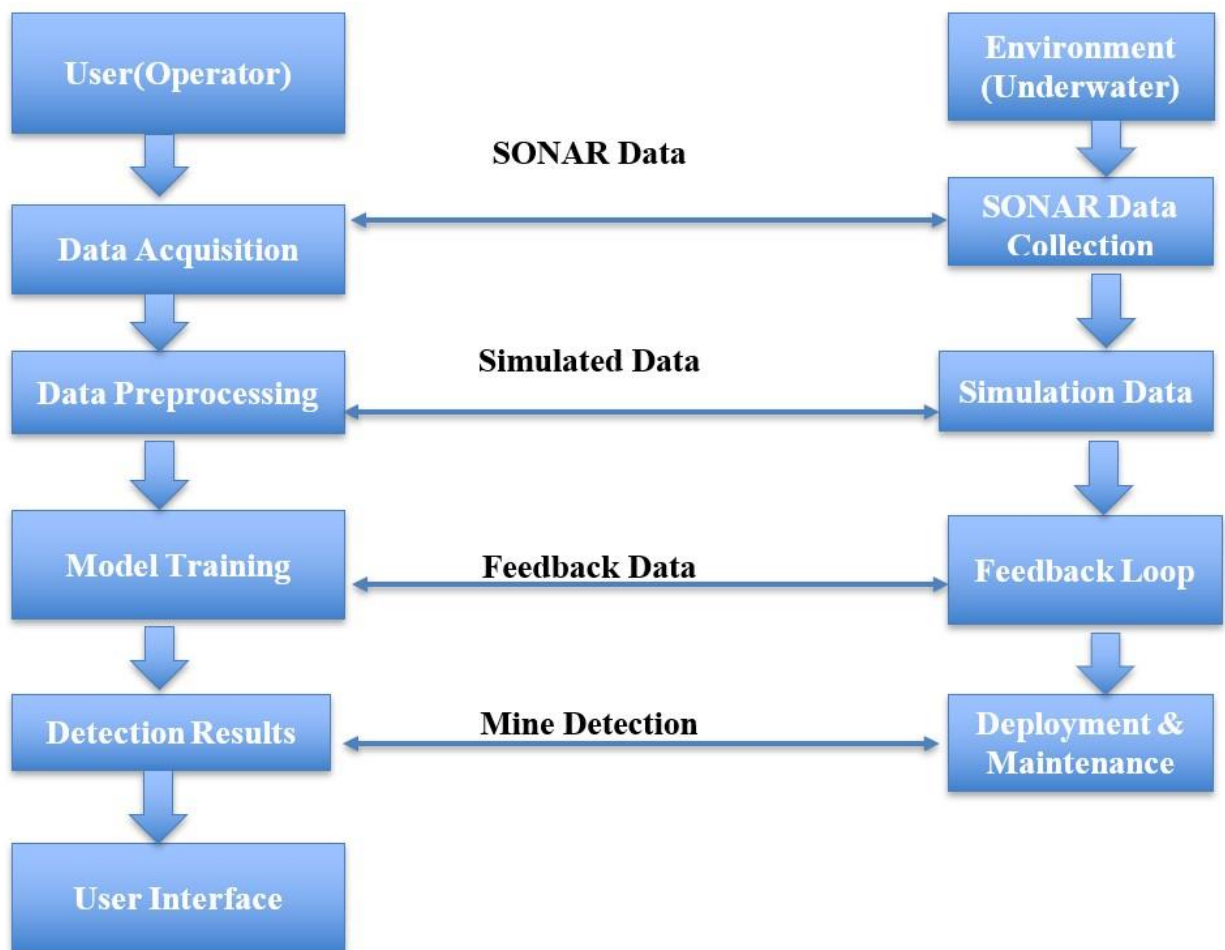 User(Operator)
Environment
(Underwater)
SONAR Data
Data Acquisition
SONAR Data
Collection
Simulated Data
Data Preprocessing
Simulation Data
Model Training
Feedback Data
Feedback Loop
Detection Results
Mine Detection
Deployment &
Maintenance
User Interface